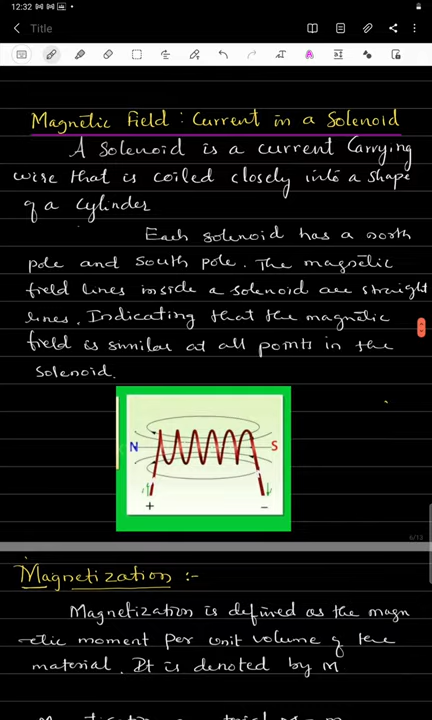 12:32
Title
Magnetic Field : Current in a Solenoid
A Solenoid is a current Carrying
wire that is coiled closely into a shape
of a cylinder
Each solenoid has a north
pole and South pole. The magnetic
field lines inside a solenoid are straight
lines. Indicating that the magnetic
field is similar at all points in the
Solenoid.
N S
+ -
6/13
Magnetization :-
Magnetization is defined as the magn
etic moment per unit volume of the
material. It is denoted by M